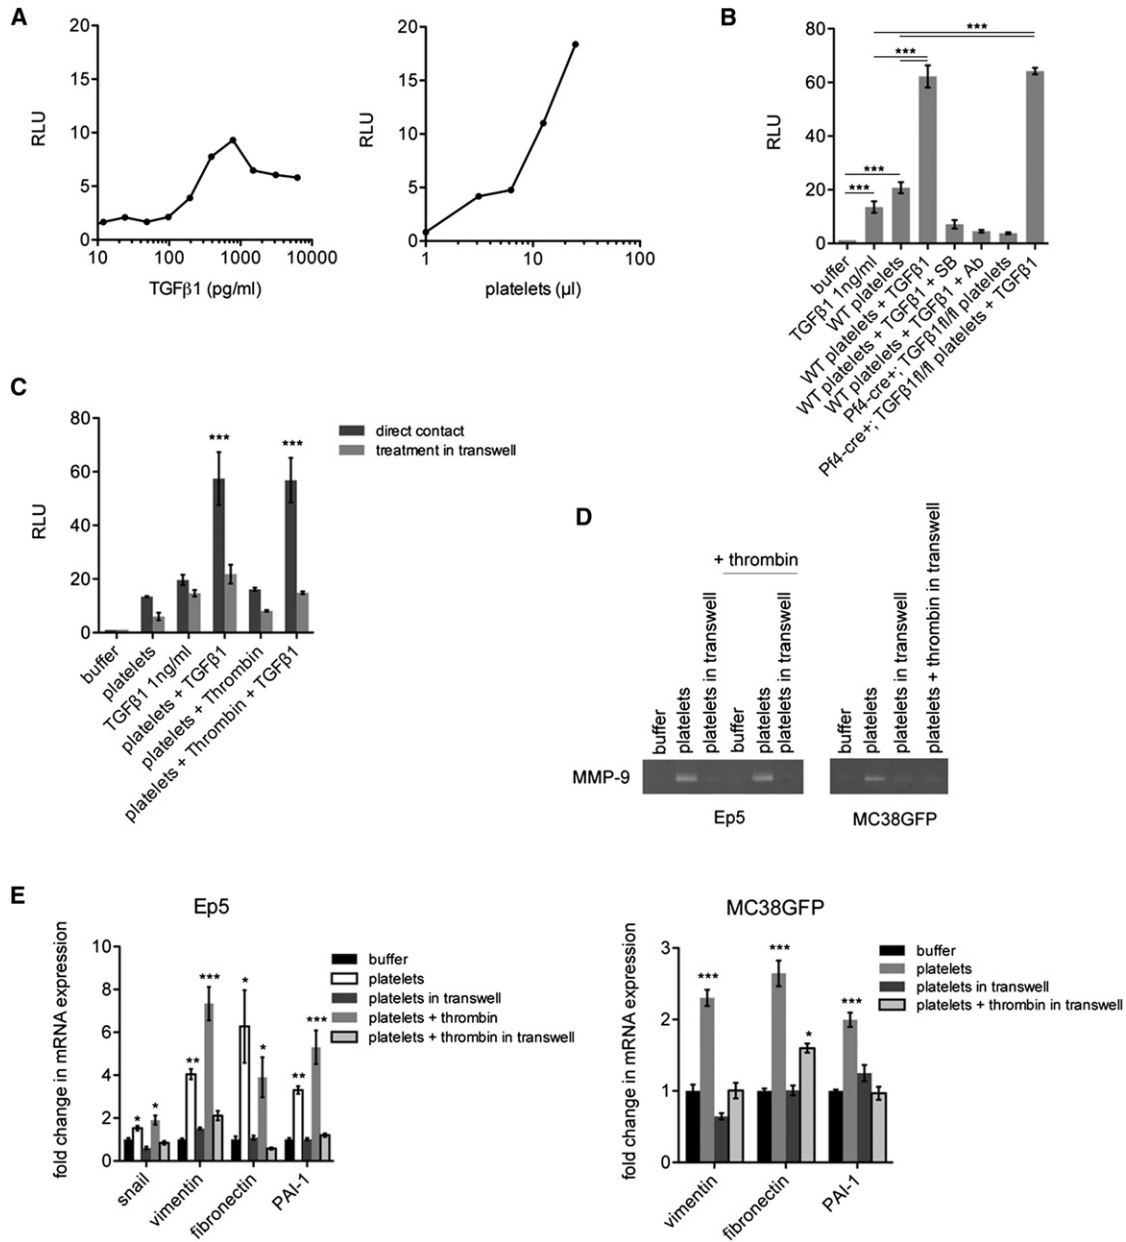 A
20
15
10
5
0
RLU
10 100 1000 10000
TGFβ1 (pg/ml)
20
15
10
5
0
RLU
1 10 100
platelets (µl)
B
80
60
40
20
0
RLU
***
***
***
***
buffer
TGFβ1 1ng/ml
WT platelets
WT platelets + TGFβ1
WT platelets + TGFβ1 + SB
WT platelets + TGFβ1 + Ab
Pf4-cre+; TGFβ1fl/fl platelets
Pf4-cre+; TGFβ1fl/fl platelets + TGFβ1
C
80
60
40
20
0
RLU
direct contact
treatment in transwell
***
***
buffer
platelets
TGFβ1 1ng/ml
platelets + TGFβ1
platelets + Thrombin
platelets + Thrombin + TGFβ1
D
+ thrombin
buffer
platelets
platelets in transwell
buffer
platelets
platelets in transwell
buffer
platelets
platelets in transwell
platelets + thrombin in transwell
MMP-9
Ep5
MC38GFP
E
Ep5
fold change in mRNA expression
10
8
6
4
2
0
buffer
platelets
platelets in transwell
platelets + thrombin
platelets + thrombin in transwell
*
*
**
***
*
*
**
***
snail
vimentin
fibronectin
PAI-1
MC38GFP
fold change in mRNA expression
3
2
1
0
buffer
platelets
platelets in transwell
platelets + thrombin in transwell
***
***
*
***
vimentin
fibronectin
PAI-1